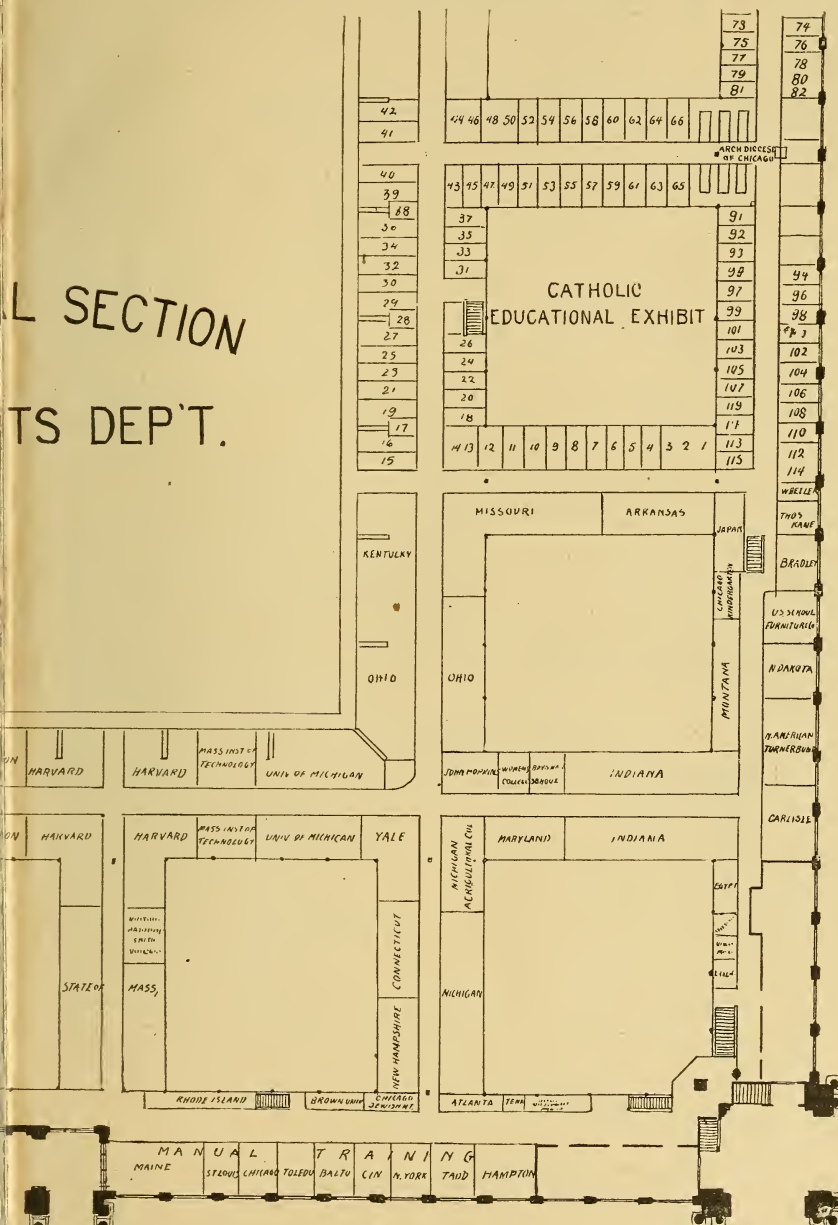 L SECTION
TS DEP'T.
42
41
40
39
38
30
34
32
30
29
28
27
25
23
21
19
17
16
15
KENTUCKY
OHIO
44 46 48 50 52 54 56 58 60 62 64 66
ARCH DIOCESE
OF CHICAGO
43 45 47 49 51 53 55 57 59 61 63 65
37
35
33
31
26
24
22
20
18
CATHOLIC
EDUCATIONAL EXHIBIT
14 13 12 11 10 9 8 7 6 5 4 3 2 1
73
75
77
79
81
91
92
93
99
97
99
101
103
105
107
119
113
115
74
76
78
80
82
94
96
98
102
104
106
108
110
112
114
WHEELER
THOS
KANE
BRADLEY
U.S. SCHOOL
FURNITURE Co
N DAKOTA
N. AMERICAN
TURNERBUND
CARLISLE
MISSOURI
ARKANSAS
JAPAN
CHICAGO
KINDERGARTEN
MONTANA
OHIO
JOHN HOPKINS
WOMENS
COLLEGE
INDIANA
HARVARD
HARVARD
MASS INST OF
TECHNOLOGY
UNIV OF MICHIGAN
ON
HARVARD
HARVARD
MASS INST OF
TECHNOLOGY
UNIV OF MICHIGAN
YALE
MICHIGAN
AGRICULTURAL COL
MARYLAND
INDIANA
EGYPT
SMITH
STATE OF
MASS,
CONNECTICUT
NEW HAMPSHIRE
MICHIGAN
RHODE ISLAND
BROWN UNIV
CHICAGO
JEWISH MT
ATLANTA
TENN
MANUAL TRAINING
MAINE
ST LOUIS
CHICAGO
TOLEDO
BALTO
CIN
N. YORK
TADD
HAMPTON